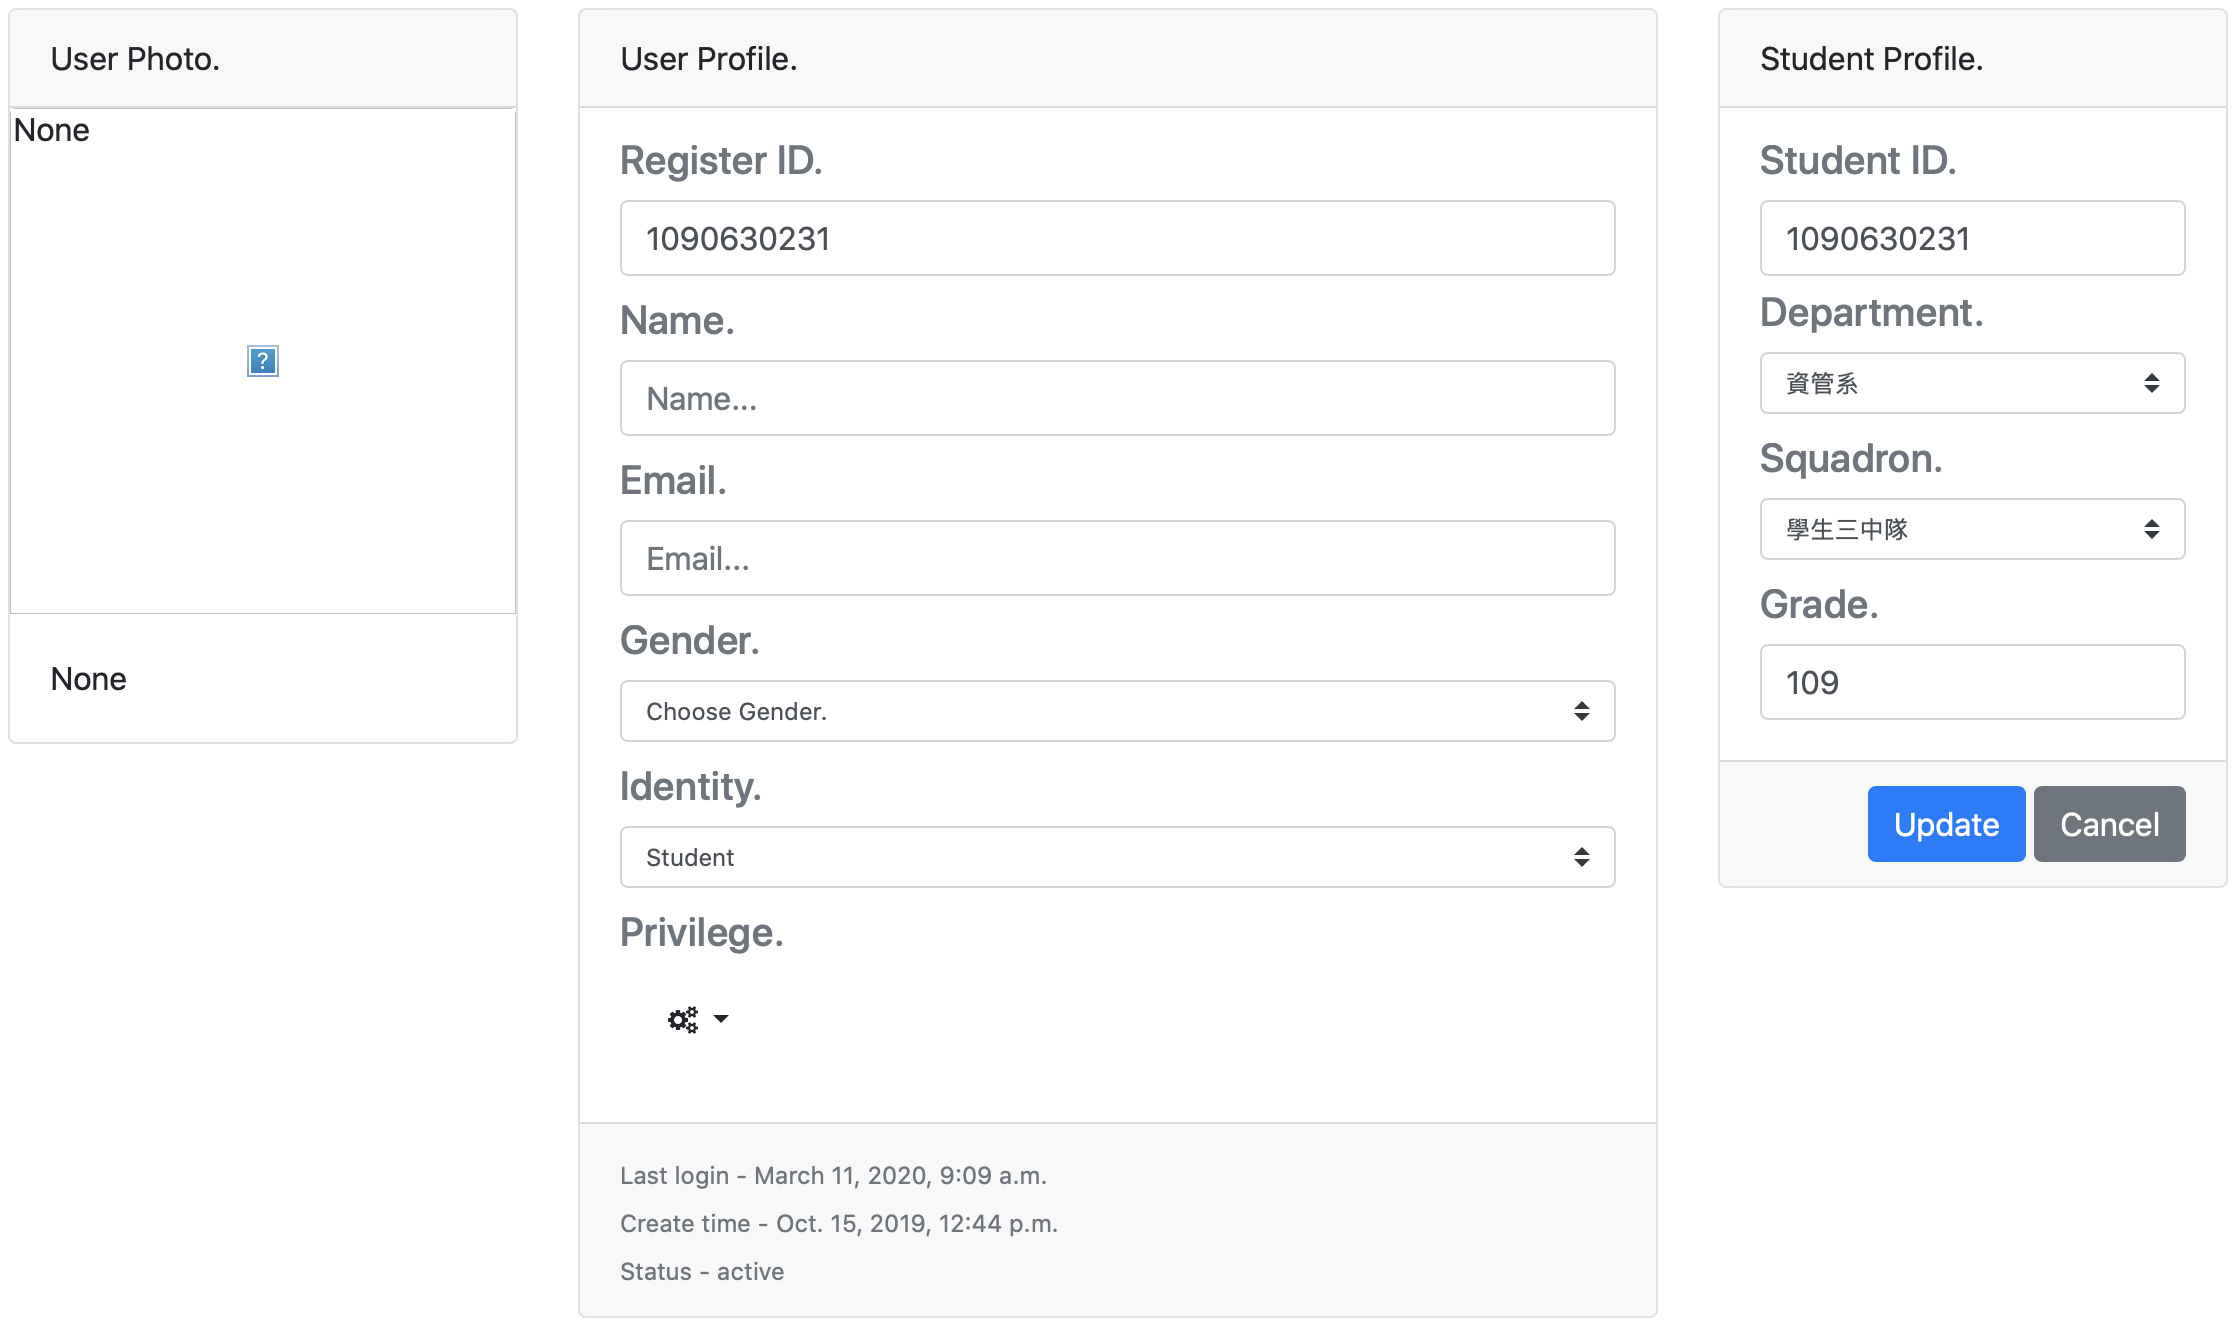 User Photo.
None
?
None
User Profile.
Register ID.
1090630231
Name.
Name...
Email.
Email...
Gender.
Choose Gender.
Identity.
Student
Privilege.
Last login - March 11, 2020, 9:09 a.m.
Create time - Oct. 15, 2019, 12:44 p.m.
Status - active
Student Profile.
Student ID.
1090630231
Department.
資管系
Squadron.
學生三中隊
Grade.
109
Update
Cancel